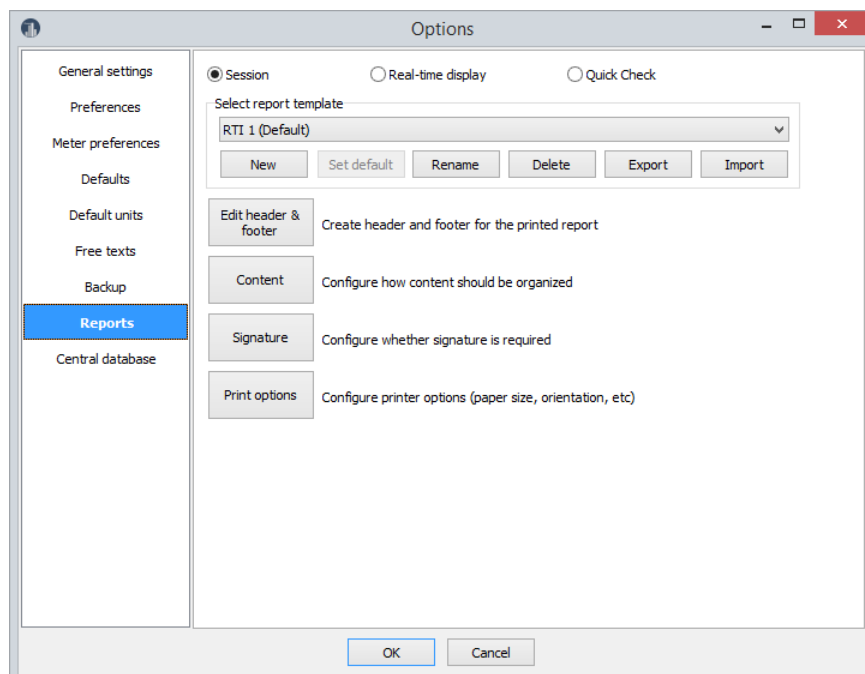 Options
General settings
Preferences
Meter preferences
Defaults
Default units
Free texts
Backup
Reports
Central database
Session Real-time display Quick Check
Select report template
RTI 1 (Default)
New Set default Rename Delete Export Import
Edit header &
footer
Create header and footer for the printed report
Content Configure how content should be organized
Signature Configure whether signature is required
Print options Configure printer options (paper size, orientation, etc)
OK Cancel